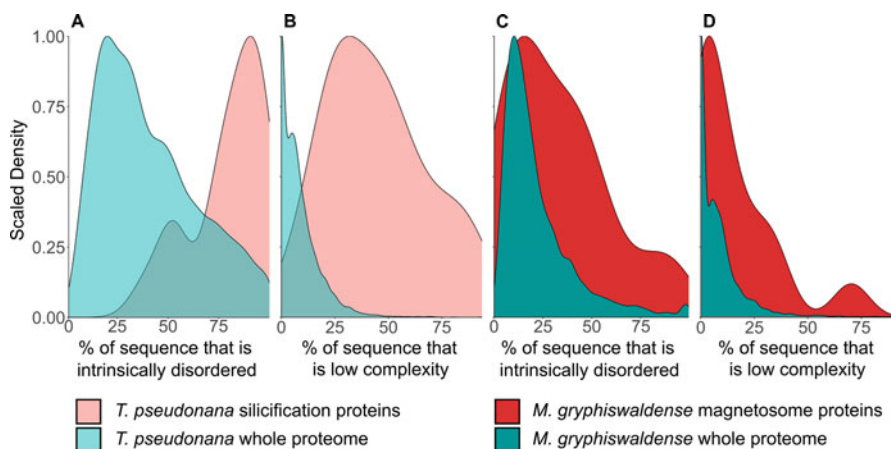 A
B
C
D
Scaled Density
1.00
0.75
0.50
0.25
0.00
0 25 50 75
0 25 50 75
0 25 50 75
0 25 50 75
% of sequence that is
intrinsically disordered
% of sequence that
is low complexity
% of sequence that is
intrinsically disordered
% of sequence that
is low complexity
T. pseudonana silicification proteins
T. pseudonana whole proteome
M. gryphiswaldense magnetosome proteins
M. gryphiswaldense whole proteome